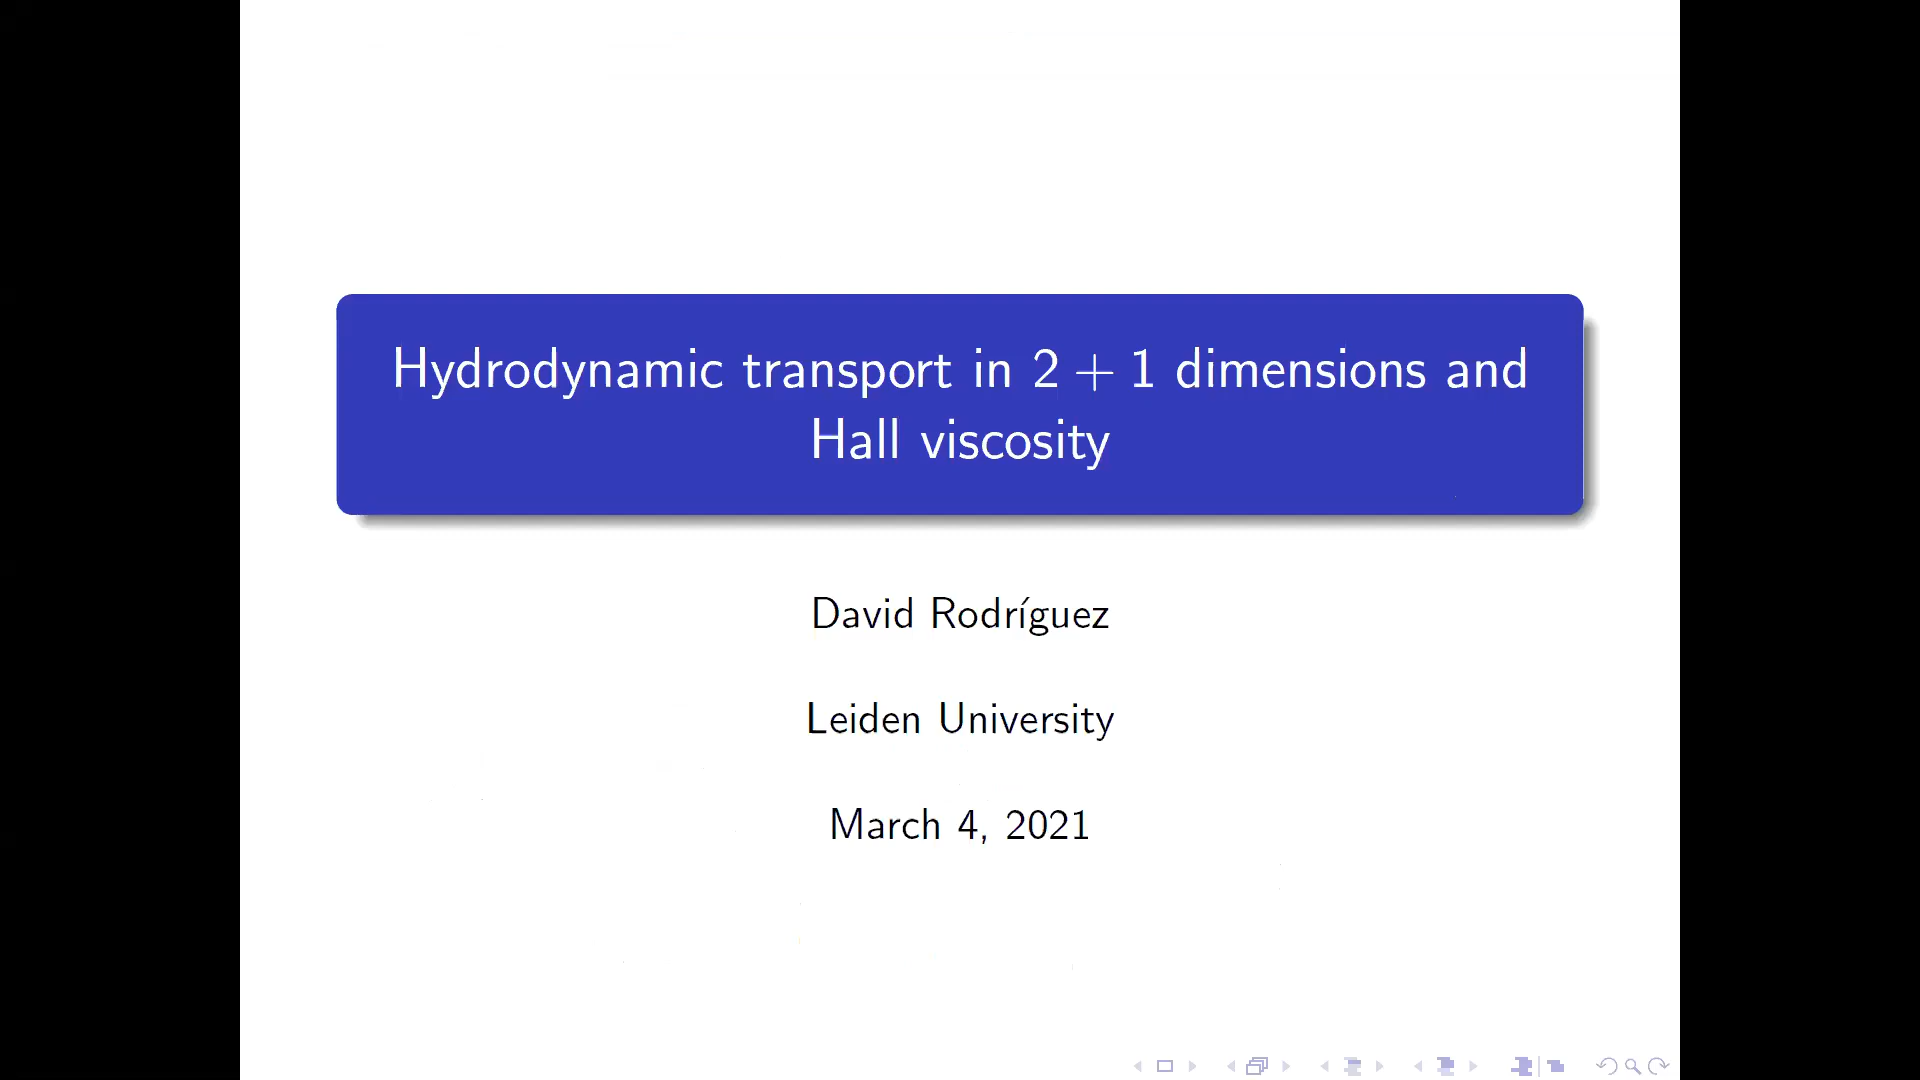 Hydrodynamic transport in 2 + 1 dimensions and
Hall viscosity
David Rodríguez
Leiden University
March 4, 2021